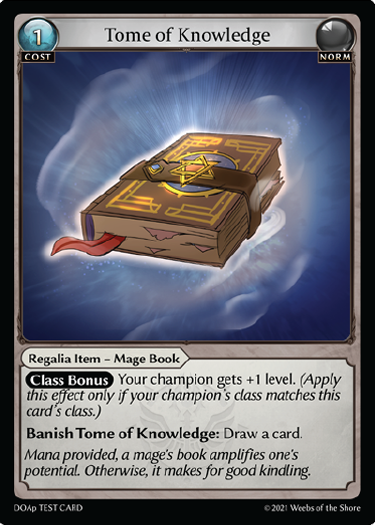 1
COST
Tome of Knowledge
NORM
Regalia Item – Mage Book
Class Bonus Your champion gets +1 level. (Apply
this effect only if your champion's class matches this
card's class.)
Banish Tome of Knowledge: Draw a card.
Mana provided, a mage's book amplifies one's
potential. Otherwise, it makes for good kindling.
DOAp TEST CARD
© 2021 Weebs of the Shore